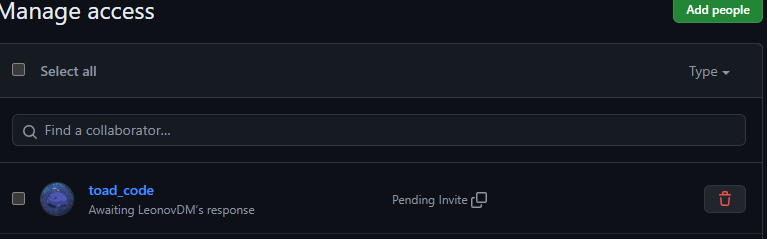 Manage access
Add people
Select all
Type
Find a collaborator...
toad_code
Awaiting LeonovDM's response
Pending Invite